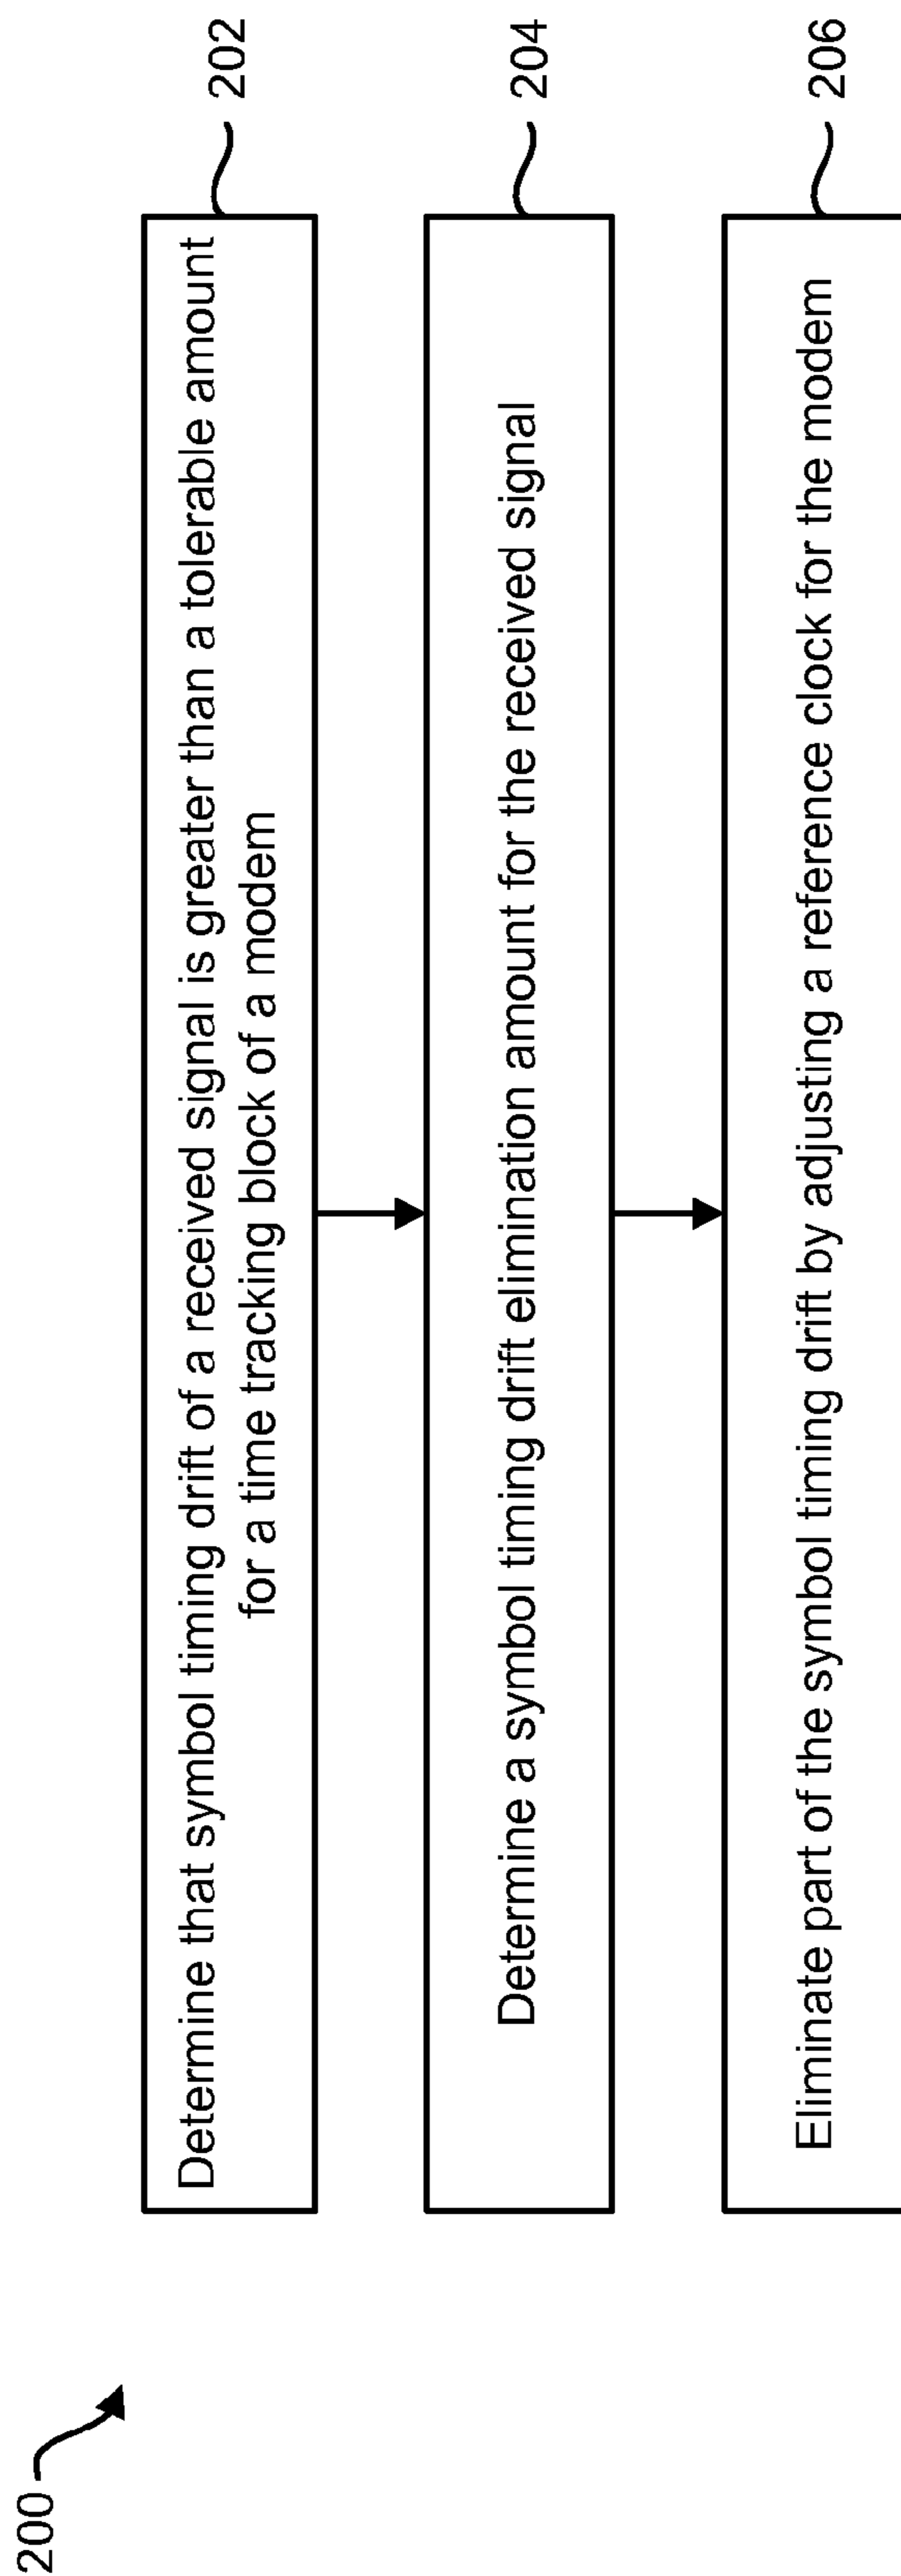 200
Determine that symbol timing drift of a received signal is greater than a tolerable amount
for a time tracking block of a modem
202
Determine a symbol timing drift elimination amount for the received signal
204
Eliminate part of the symbol timing drift by adjusting a reference clock for the modem
206